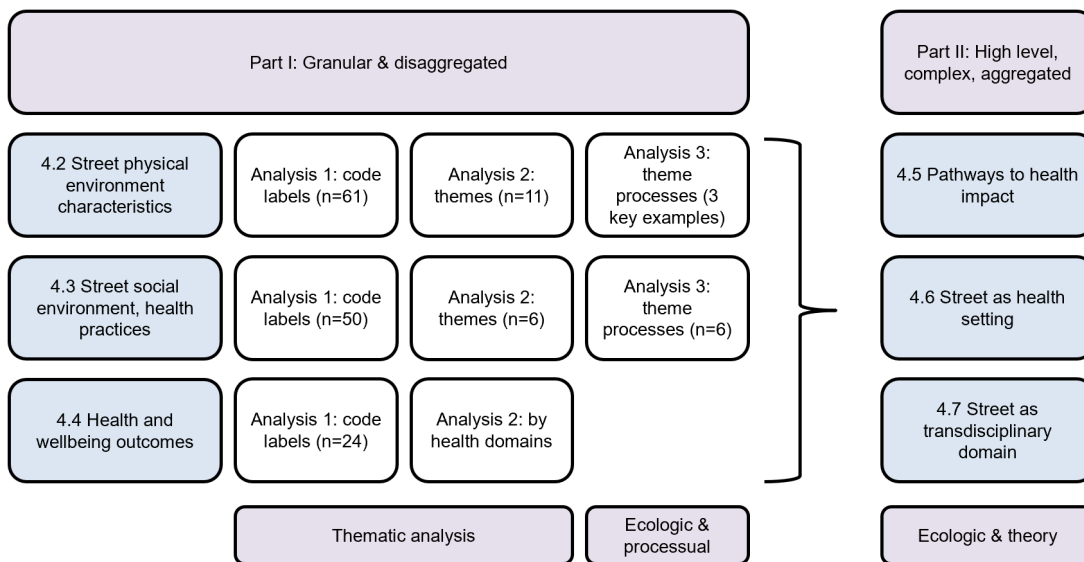 Part I: Granular & disaggregated
Part II: High level,
complex, aggregated
4.2 Street physical
environment
characteristics
Analysis 1: code
labels (n=61)
Analysis 2:
themes (n=11)
Analysis 3:
theme
processes (3
key examples)
4.5 Pathways to health
impact
4.3 Street social
environment, health
practices
Analysis 1: code
labels (n=50)
Analysis 2:
themes (n=6)
Analysis 3:
theme
processes (n=6)
4.6 Street as health
setting
4.4 Health and
wellbeing outcomes
Analysis 1: code
labels (n=24)
Analysis 2: by
health domains
4.7 Street as
transdisciplinary
domain
Thematic analysis
Ecologic &
processual
Ecologic & theory